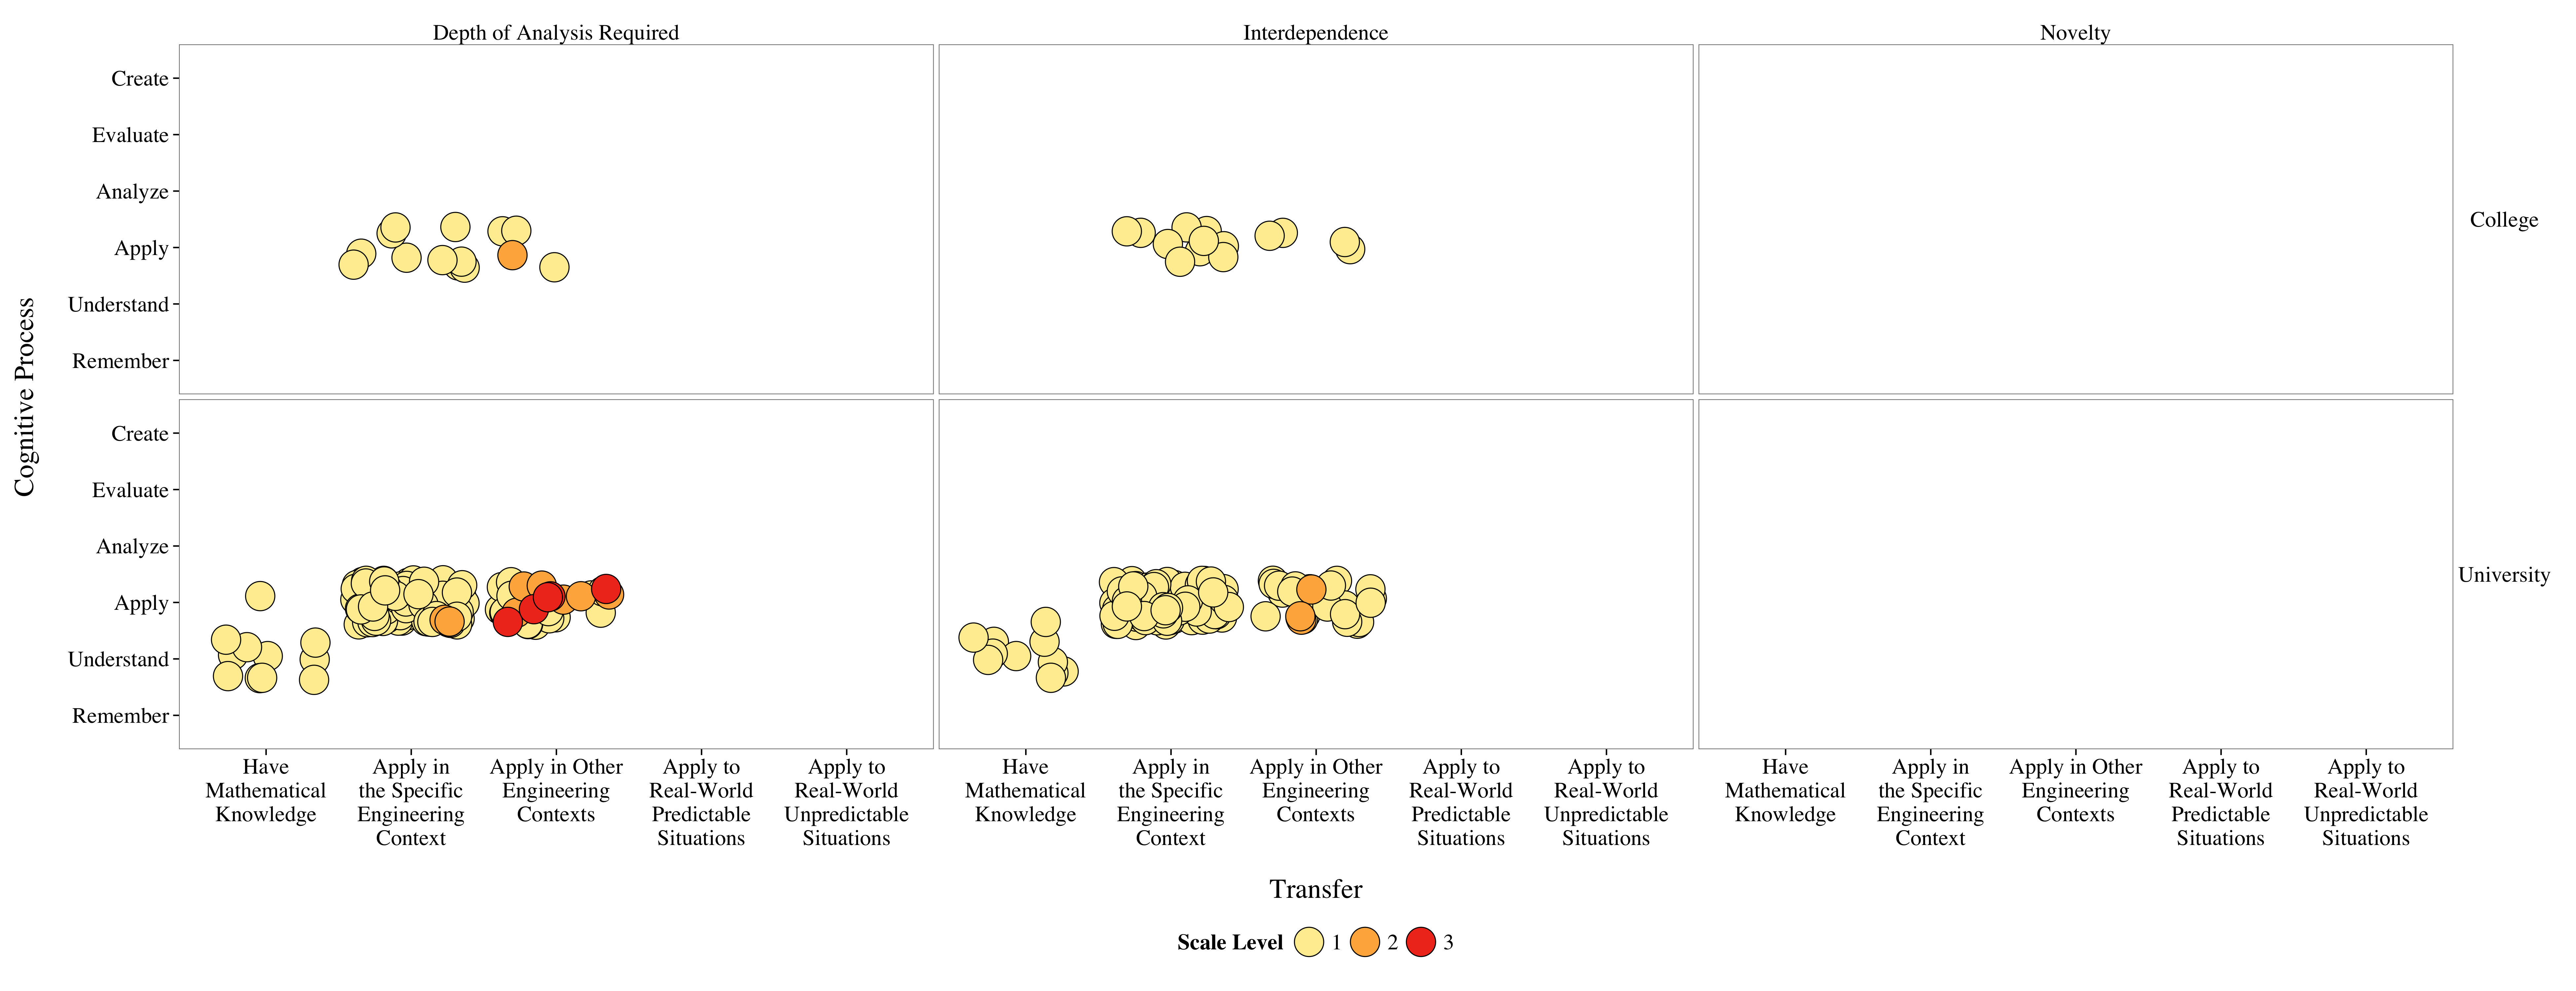 Depth of Analysis Required
Interdependence
Novelty
Cognitive Process
Create
Evaluate
Analyze
Apply
Understand
Remember
College
Create
Evaluate
Analyze
Apply
Understand
Remember
University
Have
Mathematical
Knowledge
Apply in
the Specific
Engineering
Context
Apply in Other
Engineering
Contexts
Apply to
Real-World
Predictable
Situations
Apply to
Real-World
Unpredictable
Situations
Have
Mathematical
Knowledge
Apply in
the Specific
Engineering
Context
Apply in Other
Engineering
Contexts
Apply to
Real-World
Predictable
Situations
Apply to
Real-World
Unpredictable
Situations
Have
Mathematical
Knowledge
Apply in
the Specific
Engineering
Context
Apply in Other
Engineering
Contexts
Apply to
Real-World
Predictable
Situations
Apply to
Real-World
Unpredictable
Situations
Transfer
Scale Level 1 2 3